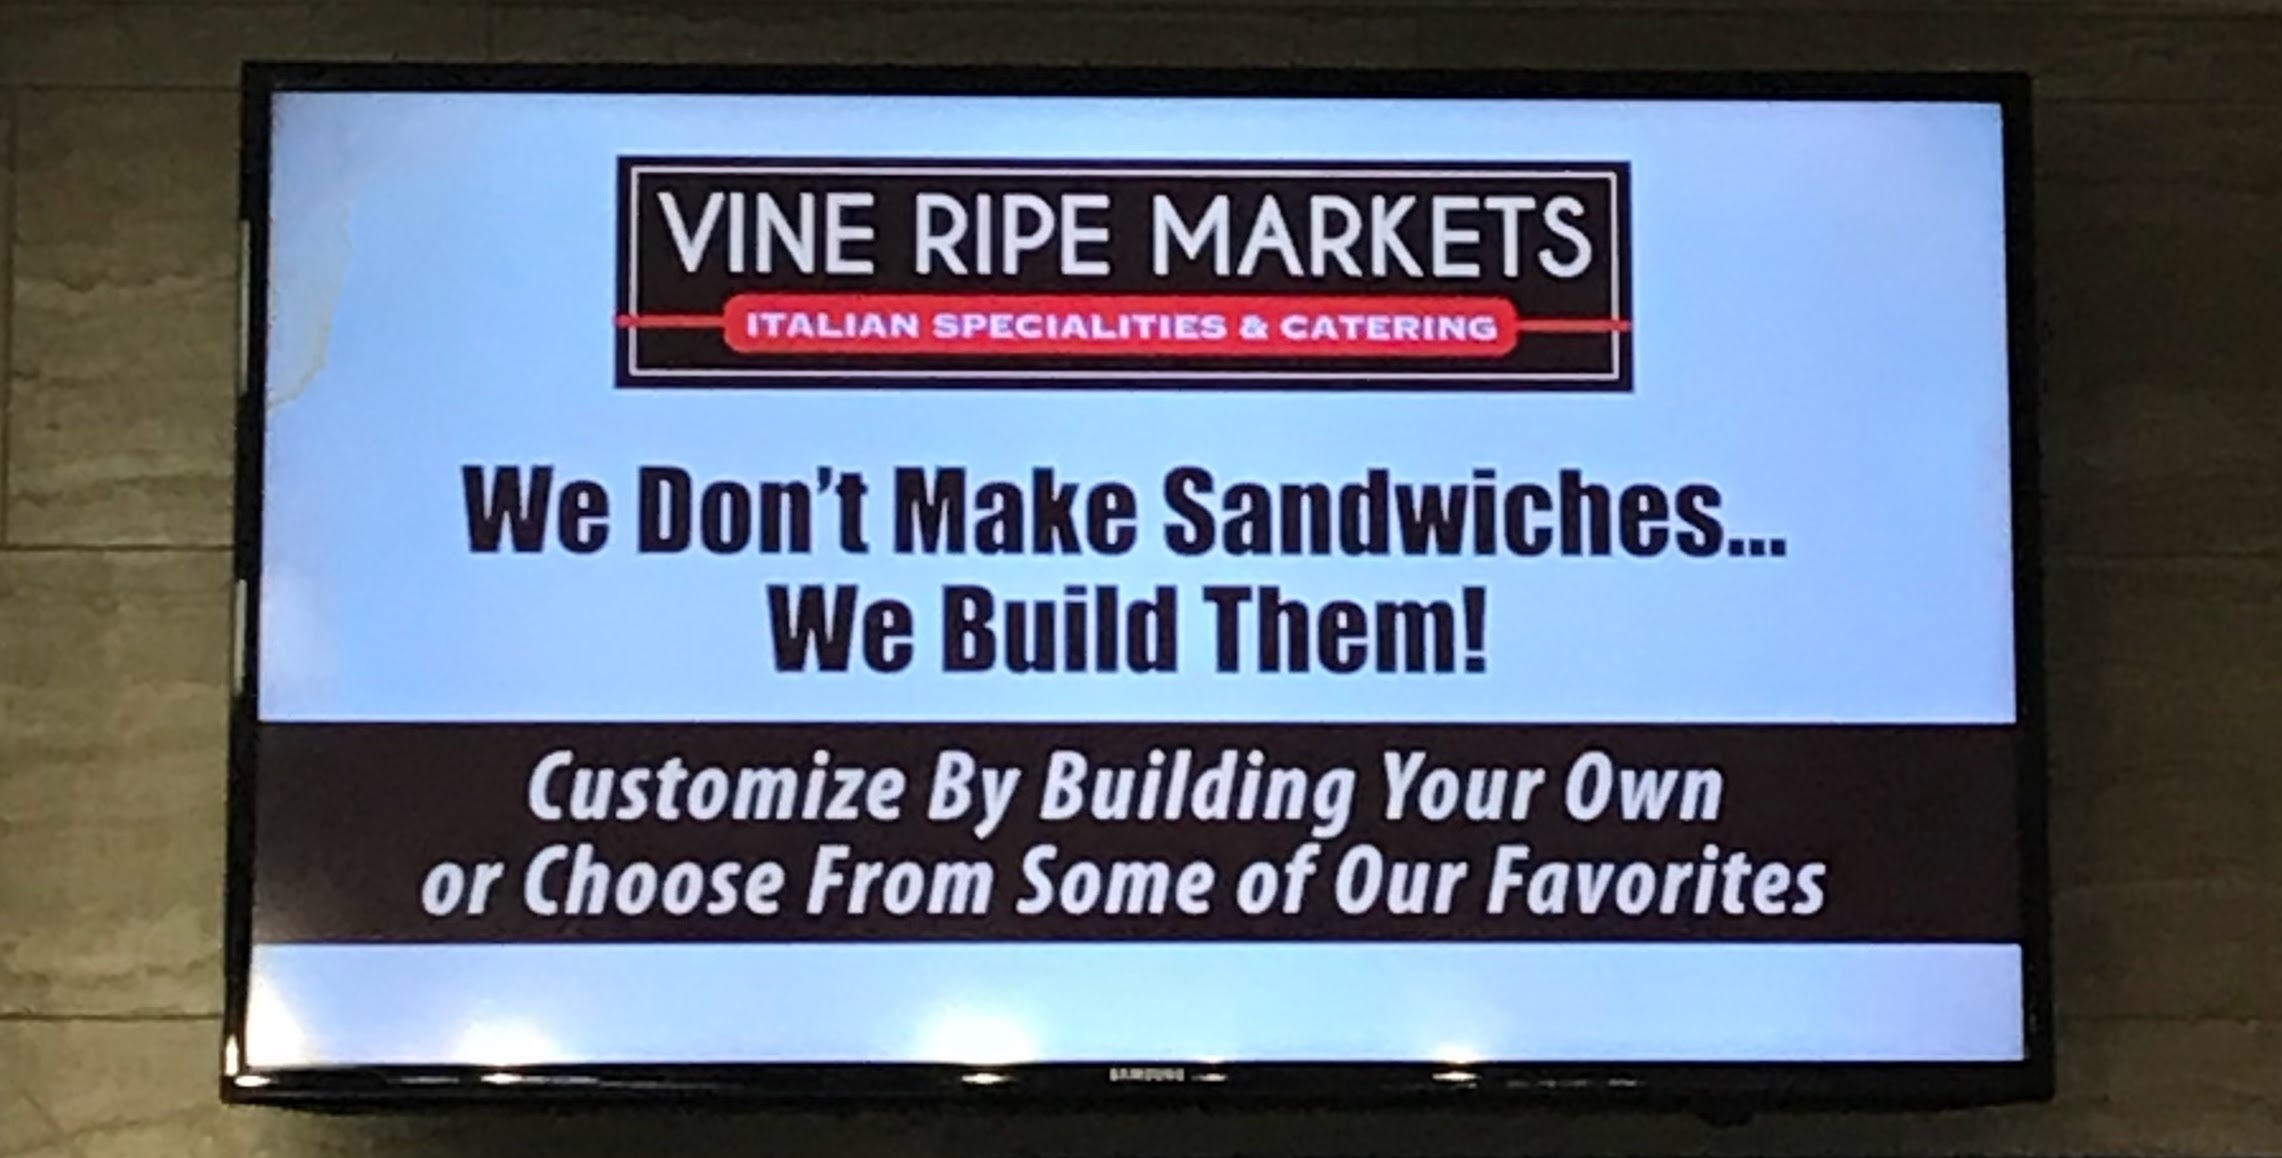 VINE RIPE MARKETS
ITALIAN SPECIALITIES & CATERING
We Don't Make Sandwiches...
We Build Them!
Customize By Building Your Own
or Choose From Some of Our Favorites
SAMSUNG